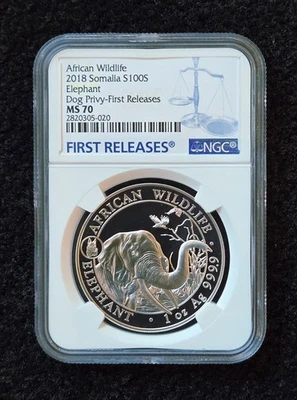 African Wildlife
2018 Somalia S100S
Elephant
Dog Privy-First Releases
MS 70
2820305-020
FIRST RELEASES®
NGC®
AFRICAN WILDLIFE
ELEPHANT
1 oz Ag 999.9